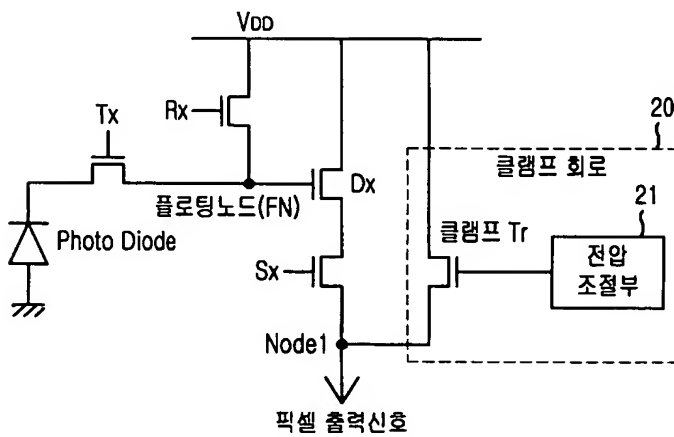 VDD
20
Rx
Tx
클램프 회로
21
플로팅노드(FN)
Dx
클램프 Tr
전압
조절부
Photo Diode
Sx
Node1
픽셀 출력신호